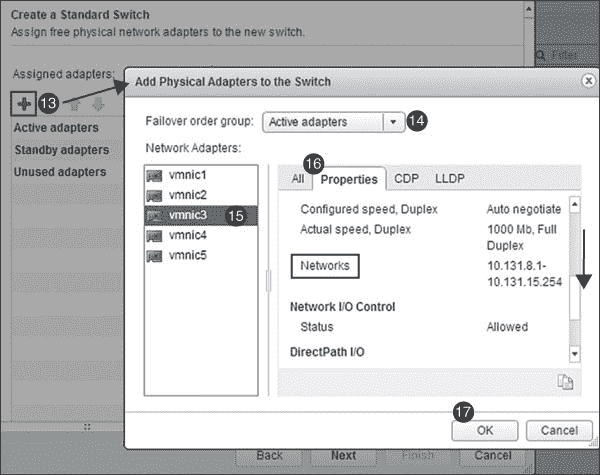 Create a Standard Switch
Assign free physical network adapters to the new switch.
Filter
Assigned adapters:
Add Physical Adapters to the Switch
13
Active adapters
Standby adapters
Unused adapters
Failover order group: Active adapters 14
Network Adapters:
vmnic1
vmnic2
vmnic3 15
vmnic4
vmnic5
16
All Properties CDP LLDP
Configured speed, Duplex Auto negotiate
Actual speed, Duplex 1000 Mb, Full
Duplex
Networks 10.131.8.1-
10.131.15.254
Network I/O Control
Status Allowed
DirectPath I/O
17
OK Cancel
Back Next Finish Cancel